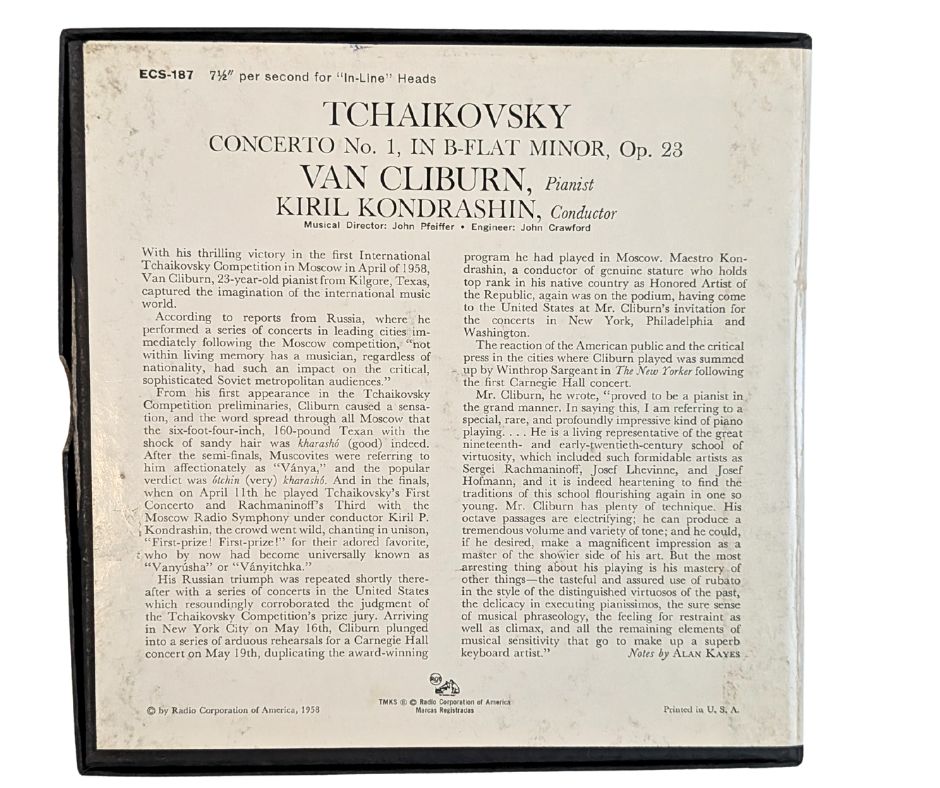 ECS-187 7½" per second for "In-Line" Heads
TCHAIKOVSKY
CONCERTO No. 1, IN B-FLAT MINOR, Op. 23
VAN CLIBURN, Pianist
KIRIL KONDRASHIN, Conductor
Musical Director: John Pfeiffer • Engineer: John Crawford
With his thrilling victory in the first International
Tchaikovsky Competition in Moscow in April of 1958,
Van Cliburn, 23-year-old pianist from Kilgore, Texas,
captured the imagination of the international music
world.
According to reports from Russia, where he
performed a series of concerts in leading cities im-
mediately following the Moscow competition, "not
within living memory has a musician, regardless of
nationality, had such an impact on the critical,
sophisticated Soviet metropolitan audiences."
From his first appearance in the Tchaikovsky
Competition preliminaries, Cliburn caused a sensa-
tion, and the word spread through all Moscow that
the six-foot-four-inch, 160-pound Texan with the
shock of sandy hair was kharashó (good) indeed.
After the semi-finals, Muscovites were referring to
him affectionately as "Ványa," and the popular
verdict was ótchin (very) kharashó. And in the finals,
when on April 11th he played Tchaikovsky's First
Concerto and Rachmaninoff's Third with the
Moscow Radio Symphony under conductor Kiril P.
Kondrashin, the crowd went wild, chanting in unison,
"First-prize! First-prize!" for their adored favorite,
who by now had become universally known as
"Vanyúsha" or "Ványitchka."
His Russian triumph was repeated shortly there-
after with a series of concerts in the United States
which resoundingly corroborated the judgment of
the Tchaikovsky Competition's prize jury. Arriving
in New York City on May 16th, Cliburn plunged
into a series of arduous rehearsals for a Carnegie Hall
concert on May 19th, duplicating the award-winning
program he had played in Moscow. Maestro Kon-
drashin, a conductor of genuine stature who holds
top rank in his native country as Honored Artist of
the Republic, again was on the podium, having come
to the United States at Mr. Cliburn's invitation for
the concerts in New York, Philadelphia and
Washington.
The reaction of the American public and the critical
press in the cities where Cliburn played was summed
up by Winthrop Sargeant in The New Yorker following
the first Carnegie Hall concert.
Mr. Cliburn, he wrote, "proved to be a pianist in
the grand manner. In saying this, I am referring to a
special, rare, and profoundly impressive kind of piano
playing. . . . He is a living representative of the great
nineteenth- and early-twentieth-century school of
virtuosity, which included such formidable artists as
Sergei Rachmaninoff, Josef Lhevinne, and Josef
Hofmann, and it is indeed heartening to find the
traditions of this school flourishing again in one so
young. Mr. Cliburn has plenty of technique. His
octave passages are electrifying; he can produce a
tremendous volume and variety of tone; and he could,
if he desired, make a magnificent impression as a
master of the showier side of his art. But the most
arresting thing about his playing is his mastery of
other things—the tasteful and assured use of rubato
in the style of the distinguished virtuosos of the past,
the delicacy in executing pianissimos, the sure sense
of musical phraseology, the feeling for restraint as
well as climax, and all the remaining elements of
musical sensitivity that go to make up a superb
keyboard artist." Notes by ALAN KAYES
RCA
TMKS ® © Radio Corporation of America
Marcas Registradas
© by Radio Corporation of America, 1958
Printed in U. S. A.